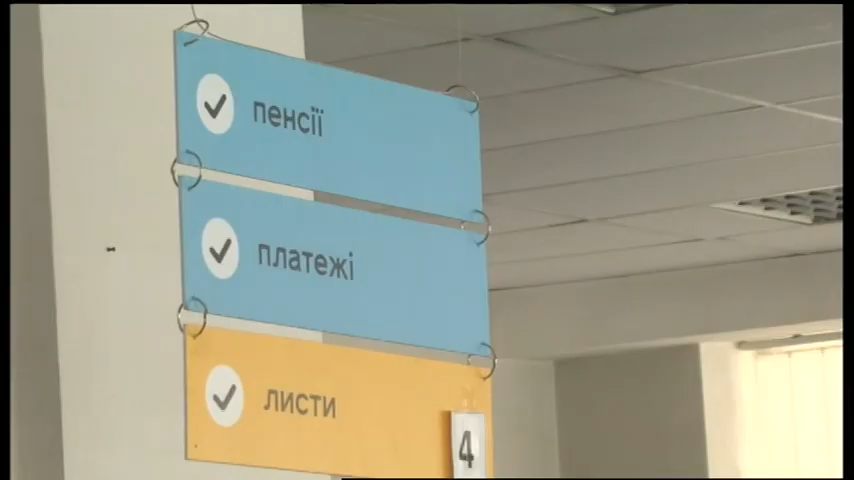 пенсії
платежі
листи
4